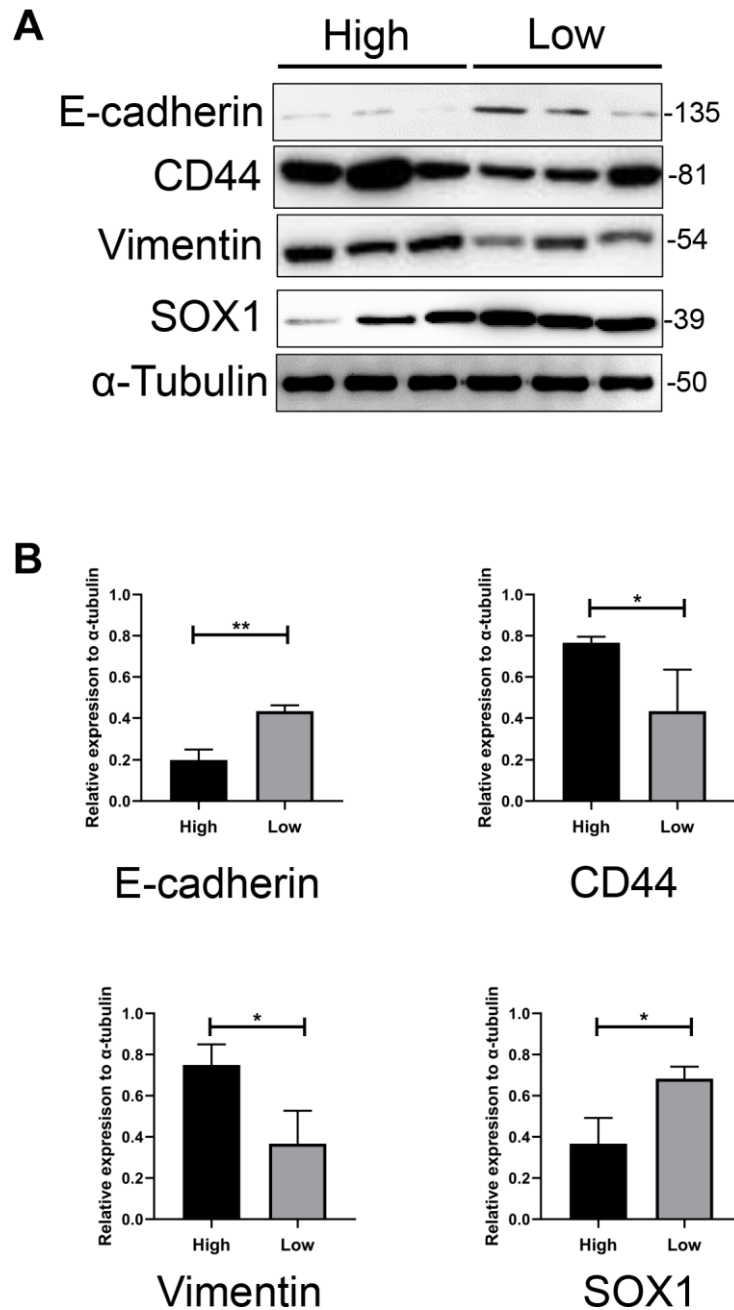 A
High Low
E-cadherin -135
CD44 -81
Vimentin -54
SOX1 -39
α-Tubulin -50
B
Relative expresison to α-tubulin
1.0
0.8
0.6
0.4
0.2
0.0
**
High Low
E-cadherin
Relative expresison to α-tubulin
1.0
0.8
0.6
0.4
0.2
0.0
*
High Low
CD44
Relative expresison to α-tubulin
1.0
0.8
0.6
0.4
0.2
0.0
*
High Low
Vimentin
Relative expresison to α-tubulin
1.0
0.8
0.6
0.4
0.2
0.0
*
High Low
SOX1